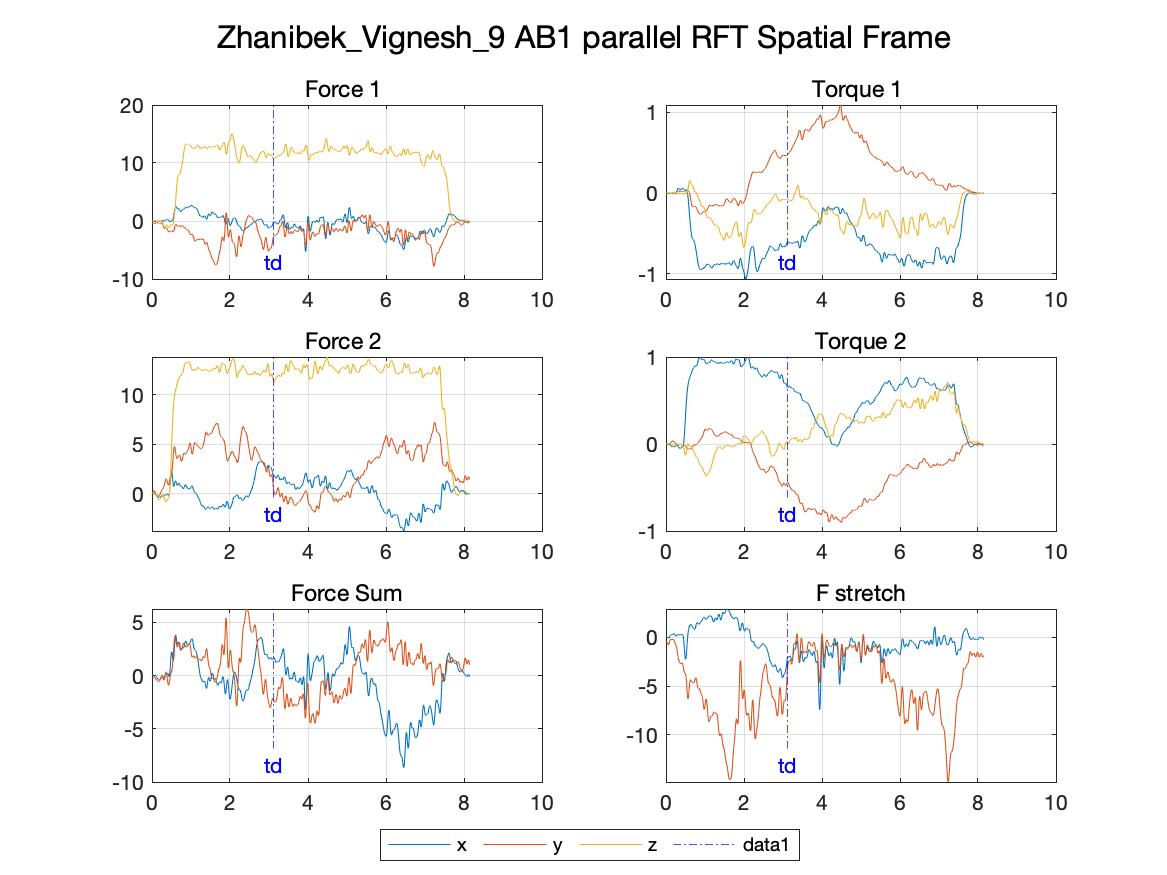 Zhanibek_Vignesh_9 AB1 parallel RFT Spatial Frame
Force 1
20
10
0
-10
td
0 2 4 6 8 10
Torque 1
1
0
-1
td
0 2 4 6 8 10
Force 2
10
5
0
td
0 2 4 6 8 10
Torque 2
1
0
-1
td
0 2 4 6 8 10
Force Sum
5
0
-5
-10
td
0 2 4 6 8 10
F stretch
0
-5
-10
td
0 2 4 6 8 10
x y z data1